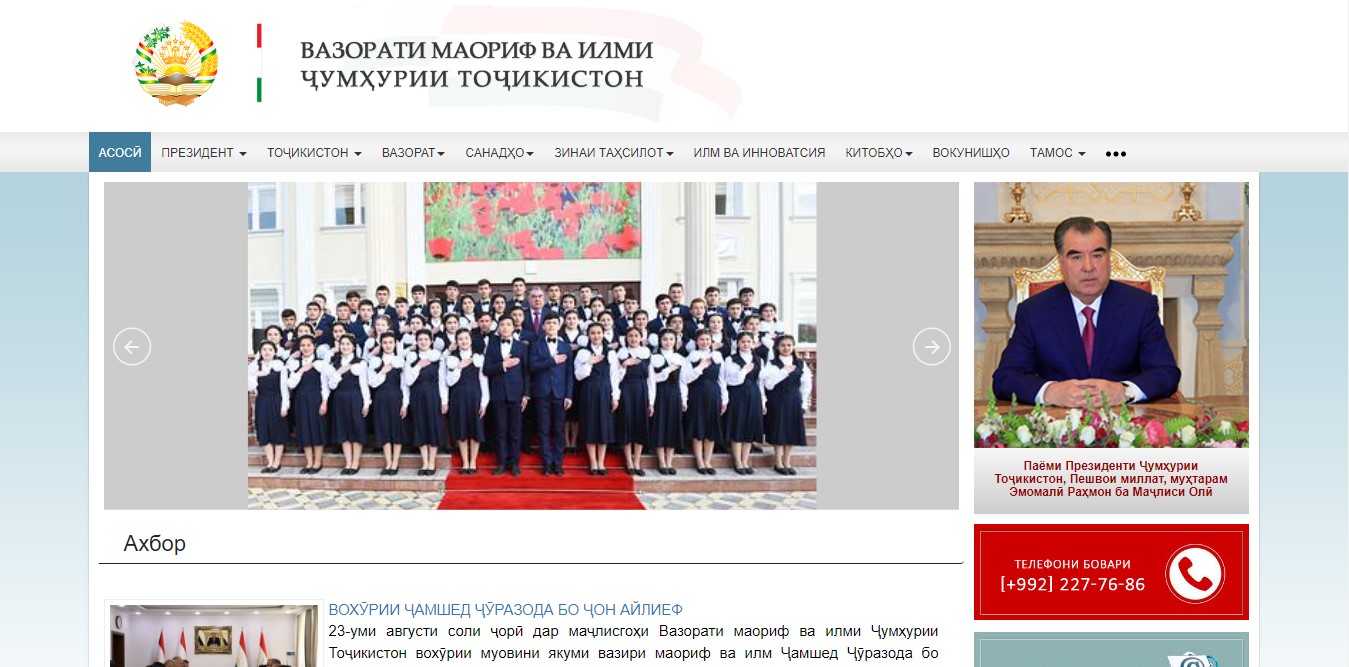 ВАЗОРАТИ МАОРИФ ВА ИЛМИ
ҶУМҲУРИИ ТОҶИКИСТОН
АСОСӢ ПРЕЗИДЕНТ ТОҶИКИСТОН ВАЗОРАТ САНАДҲО ЗИНАИ ТАҲСИЛОТ ИЛМ ВА ИННОВАТСИЯ КИТОБҲО ВОКУНИШҲО ТАМОС
Паёми Президенти Ҷумҳурии
Тоҷикистон, Пешвои миллат, муҳтарам
Эмомалӣ Раҳмон ба Маҷлиси Олӣ
ТЕЛЕФОНИ БОВАРИ
[+992] 227-76-86
Ахбор
ВОХӮРИИ ҶАМШЕД ҶӮРАЗОДА БО ҶОН АЙЛИЕФ
23-уми августи соли ҷорӣ дар маҷлисгоҳи Вазорати маориф ва илми Ҷумҳурии
Тоҷикистон вохӯрии муовини якуми вазири маориф ва илм Ҷамшед Ҷӯразода бо